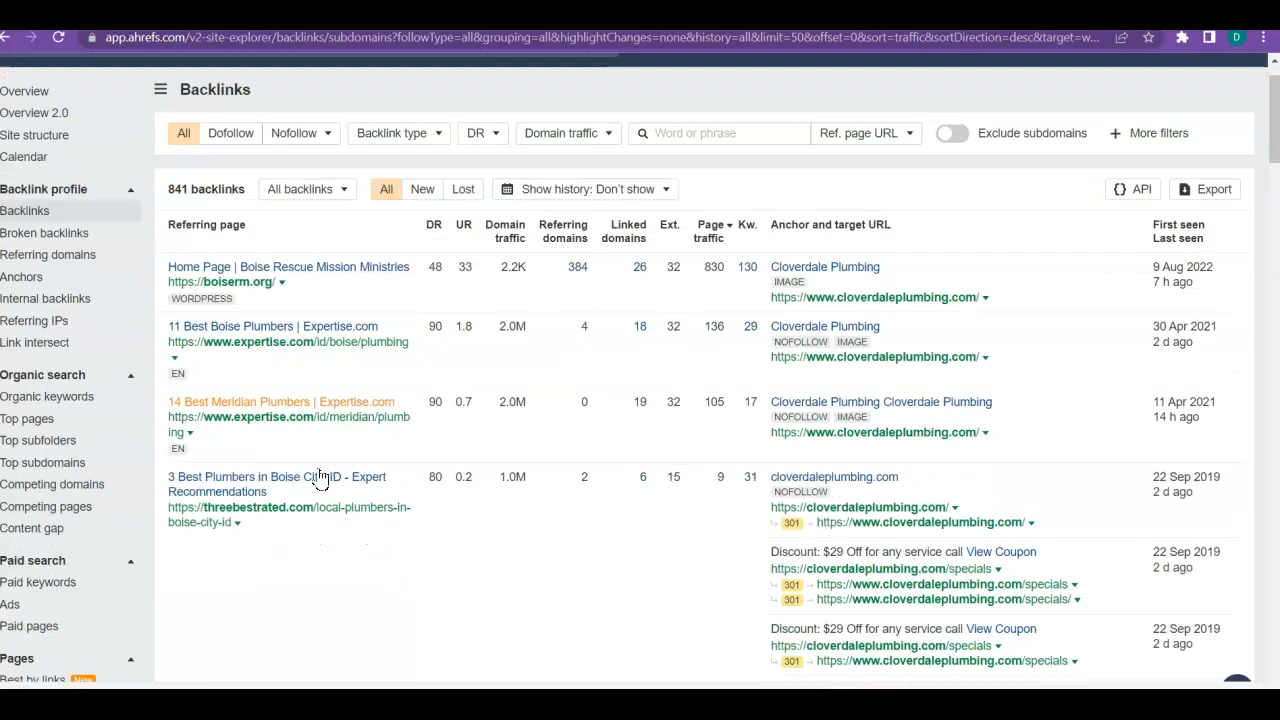 app.ahrefs.com/v2-site-explorer/backlinks/subdomains?followType=all&grouping=all&highlightChanges=none&history=all&limit=50&offset=0&sort=traffic&sortDirection=desc&target=w...
D
Overview
Overview 2.0
Site structure
Calendar
Backlink profile
Backlinks
Broken backlinks
Referring domains
Anchors
Internal backlinks
Referring IPs
Link intersect
Organic search
Organic keywords
Top pages
Top subfolders
Top subdomains
Competing domains
Competing pages
Content gap
Paid search
Paid keywords
Ads
Paid pages
Pages
Best by links New
Backlinks
All Dofollow Nofollow Backlink type DR Domain traffic Word or phrase Ref. page URL Exclude subdomains + More filters
841 backlinks All backlinks All New Lost Show history: Don't show API Export
Referring page DR UR Domain traffic Referring domains Linked domains Ext. Page traffic Kw. Anchor and target URL First seen Last seen
Home Page | Boise Rescue Mission Ministries 48 33 2.2K 384 26 32 830 130 Cloverdale Plumbing 9 Aug 2022
https://boiserm.org/ IMAGE 7 h ago
WORDPRESS https://www.cloverdaleplumbing.com/
11 Best Boise Plumbers | Expertise.com 90 1.8 2.0M 4 18 32 136 29 Cloverdale Plumbing 30 Apr 2021
https://www.expertise.com/id/boise/plumbing NOFOLLOW IMAGE 2 d ago
https://www.cloverdaleplumbing.com/
EN
14 Best Meridian Plumbers | Expertise.com 90 0.7 2.0M 0 19 32 105 17 Cloverdale Plumbing Cloverdale Plumbing 11 Apr 2021
https://www.expertise.com/id/meridian/plumb NOFOLLOW IMAGE 14 h ago
ing https://www.cloverdaleplumbing.com/
EN
3 Best Plumbers in Boise City, ID - Expert 80 0.2 1.0M 2 6 15 9 31 cloverdaleplumbing.com 22 Sep 2019
Recommendations NOFOLLOW 2 d ago
https://threebestrated.com/local-plumbers-in- https://cloverdaleplumbing.com/
boise-city-id 301 https://www.cloverdaleplumbing.com/
Discount: $29 Off for any service call View Coupon 22 Sep 2019
https://cloverdaleplumbing.com/specials 2 d ago
301 https://www.cloverdaleplumbing.com/specials
301 https://www.cloverdaleplumbing.com/specials/
Discount: $29 Off for any service call View Coupon 22 Sep 2019
https://cloverdaleplumbing.com/specials 2 d ago
301 https://www.cloverdaleplumbing.com/specials